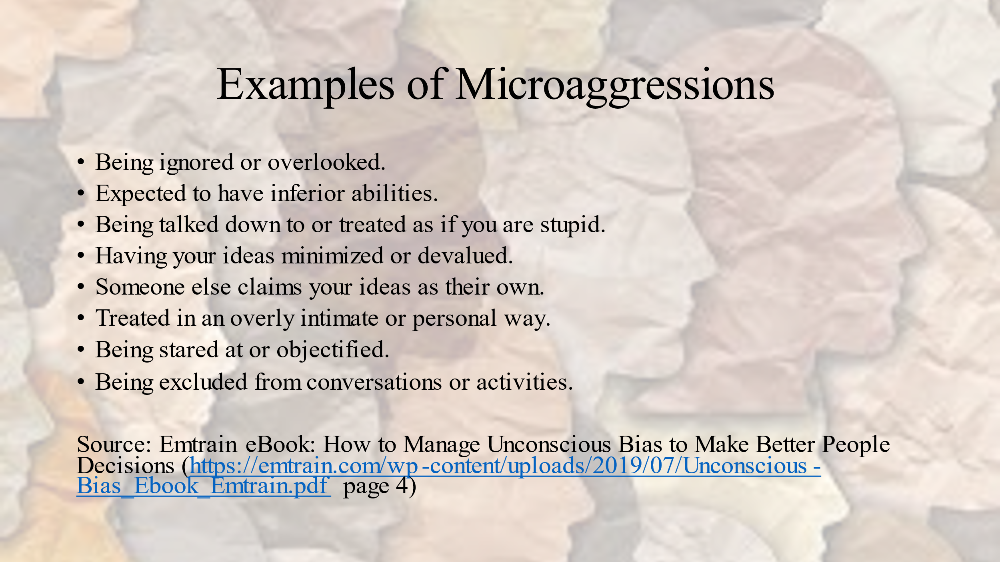 Examples of Microaggressions
• Being ignored or overlooked.
• Expected to have inferior abilities.
• Being talked down to or treated as if you are stupid.
• Having your ideas minimized or devalued.
• Someone else claims your ideas as their own.
• Treated in an overly intimate or personal way.
• Being stared at or objectified.
• Being excluded from conversations or activities.
Source: Emtrain eBook: How to Manage Unconscious Bias to Make Better People
Decisions (https://emtrain.com/wp-content/uploads/2019/07/Unconscious-
Bias_Ebook_Emtrain.pdf  page 4)